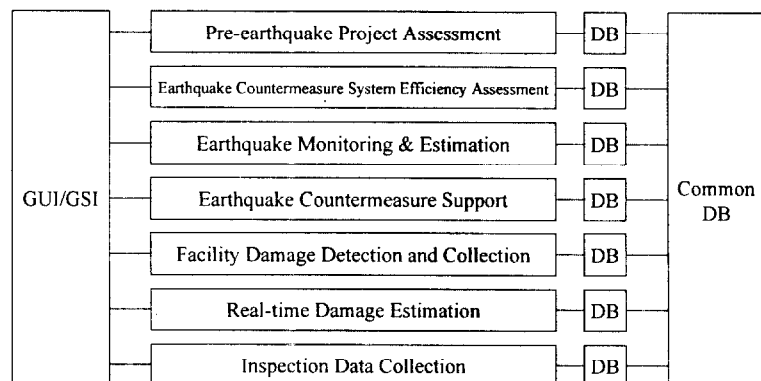 Pre-earthquake Project Assessment
DB
Earthquake Countermeasure System Efficiency Assessment
DB
Earthquake Monitoring & Estimation
DB
GUI/GSI
Earthquake Countermeasure Support
DB
Common
DB
Facility Damage Detection and Collection
DB
Real-time Damage Estimation
DB
Inspection Data Collection
DB